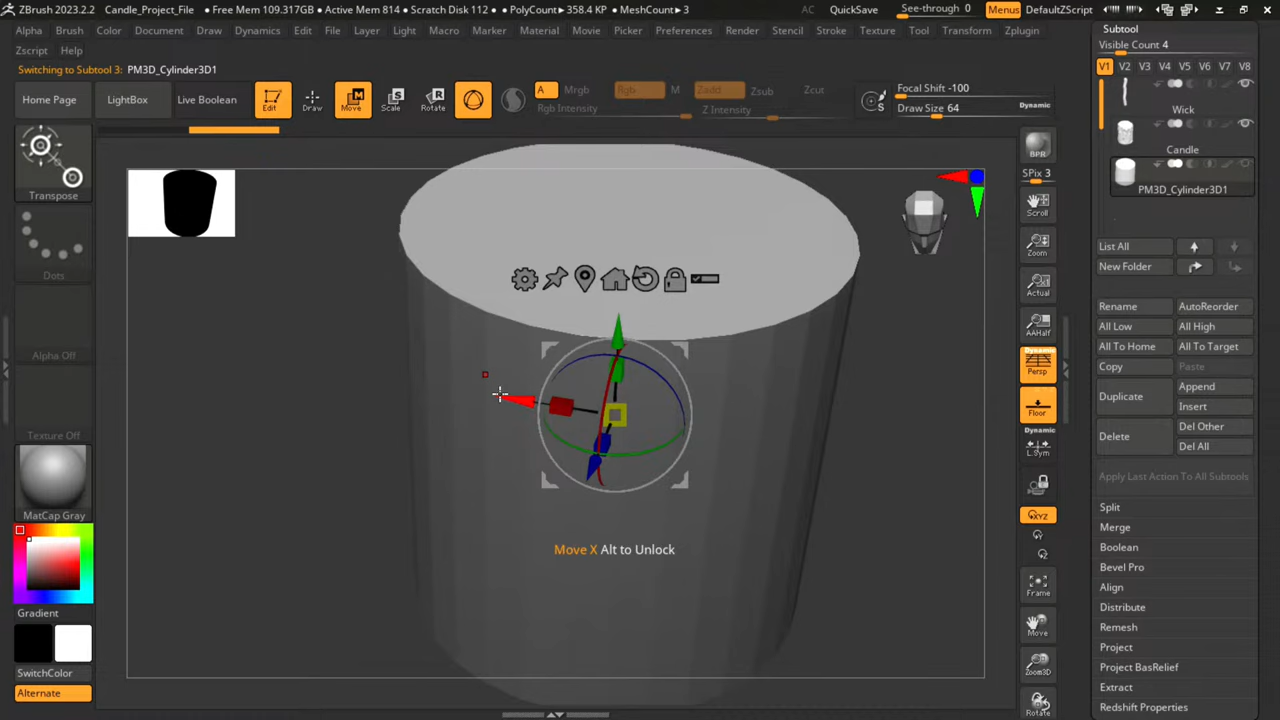 ZBrush 2023.2.2 Candle_Project_File • Free Mem 109.317GB • Active Mem 814 • Scratch Disk 112 • PolyCount▸358.4 KP • MeshCount▸3 AC QuickSave See-through 0 Menus DefaultZScript
Alpha Brush Color Document Draw Dynamics Edit File Layer Light Macro Marker Material Movie Picker Preferences Render Stencil Stroke Texture Tool Transform Zplugin
Zscript Help
Switching to Subtool 3: PM3D_Cylinder3D1
Home Page LightBox Live Boolean Edit Draw Move Scale Rotate A Mrgb Rgb M Zadd Zsub Zcut Focal Shift -100
Rgb Intensity Z Intensity Draw Size 64 Dynamic
S
Transpose
Dots
Alpha Off
Texture Off
MatCap Gray
Gradient
SwitchColor
Alternate
Move X Alt to Unlock
BPR
SPix 3
Scroll
Zoom
Actual
AAHalf
Dynamic
Persp
Floor
Dynamic
L.Sym
XYZ
Y
Z
Frame
Move
Zoom3D
Rotate
Subtool
Visible Count 4
V1 V2 V3 V4 V5 V6 V7 V8
Wick
Candle
PM3D_Cylinder3D1
List All
New Folder
Rename AutoReorder
All Low All High
All To Home All To Target
Copy Paste
Duplicate Append
Insert
Delete Del Other
Del All
Apply Last Action To All Subtools
Split
Merge
Boolean
Bevel Pro
Align
Distribute
Remesh
Project
Project BasRelief
Extract
Redshift Properties